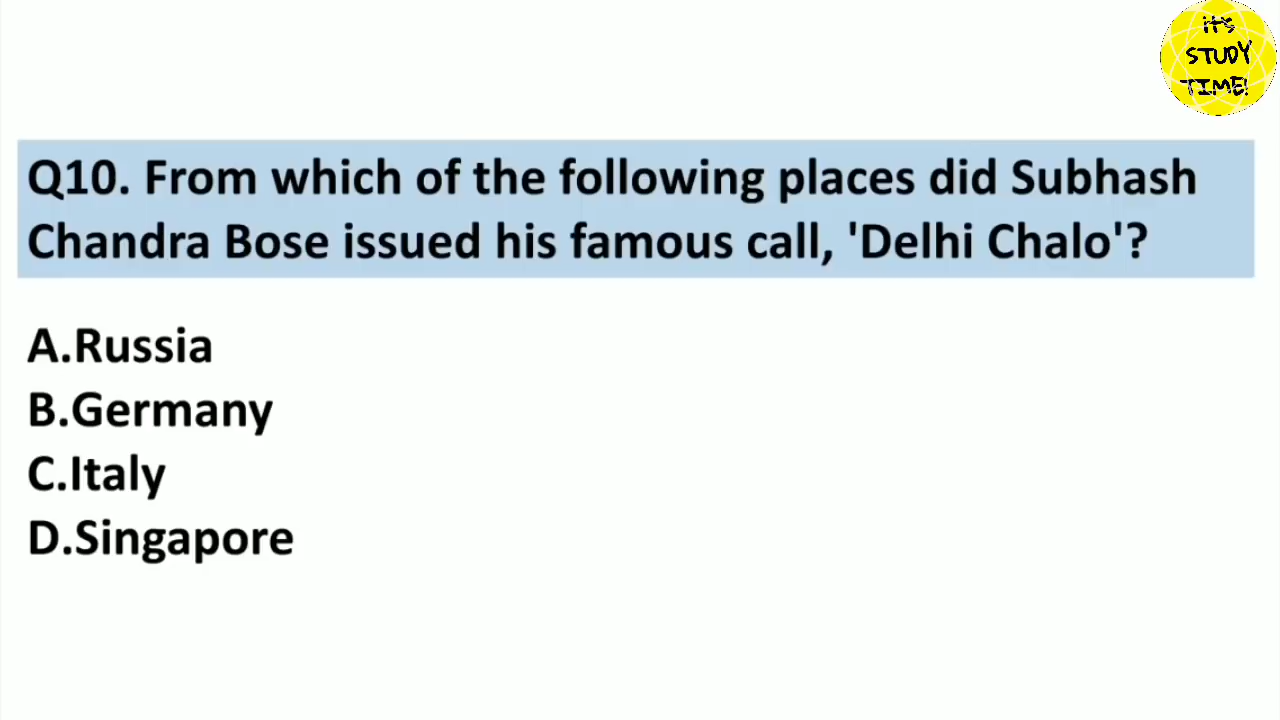 it's
STUDY
TIME!
Q10. From which of the following places did Subhash
Chandra Bose issued his famous call, 'Delhi Chalo'?
A.Russia
B.Germany
C.Italy
D.Singapore